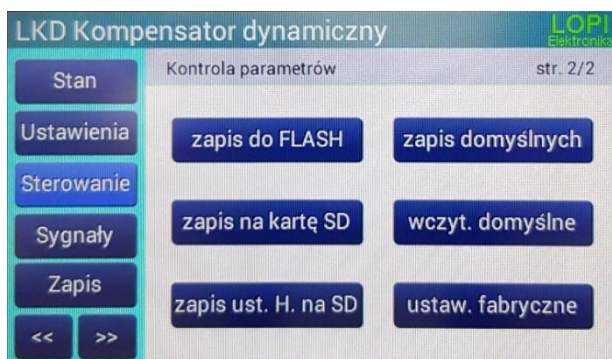 LKD Kompensator dynamiczny
LOPI
Elektronika
Stan
Kontrola parametrów
str. 2/2
Ustawienia
zapis do FLASH
zapis domyślnych
Sterowanie
Sygnały
zapis na kartę SD
wczyt. domyślne
Zapis
zapis ust. H. na SD
ustaw. fabryczne
<<
>>